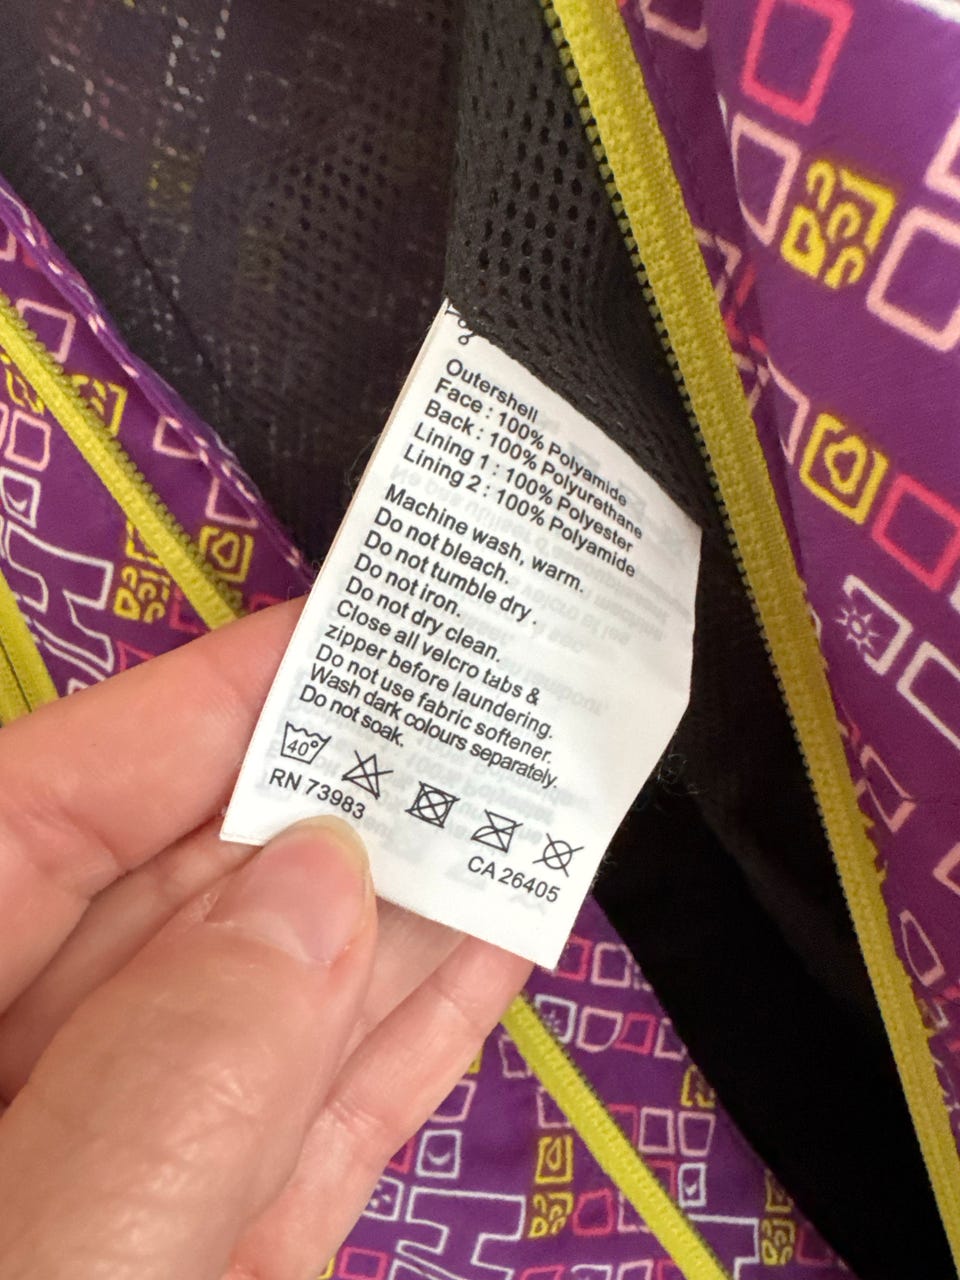 Outershell
Face : 100% Polyamide
Back : 100% Polyurethane
Lining 1 : 100% Polyester
Lining 2 : 100% Polyamide
Machine wash, warm.
Do not bleach.
Do not tumble dry.
Do not iron.
Do not dry clean.
Close all velcro tabs &
zipper before laundering.
Do not use fabric softener.
Wash dark colours separately.
Do not soak.
40°
RN 73983
CA 26405